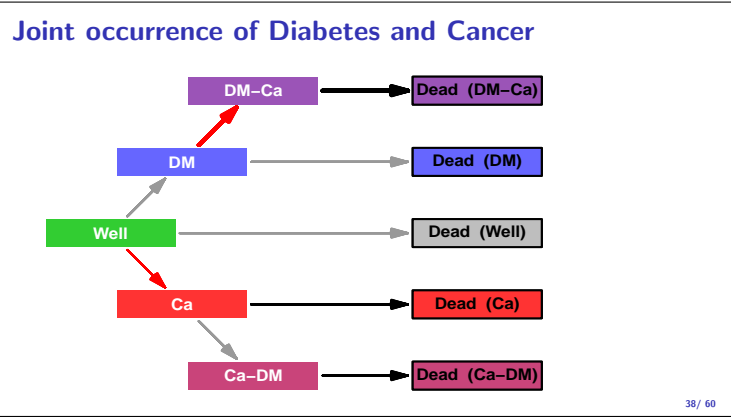 Joint occurrence of Diabetes and Cancer
DM–Ca Dead (DM–Ca)
DM Dead (DM)
Well Dead (Well)
Ca Dead (Ca)
Ca–DM Dead (Ca–DM)
38/ 60